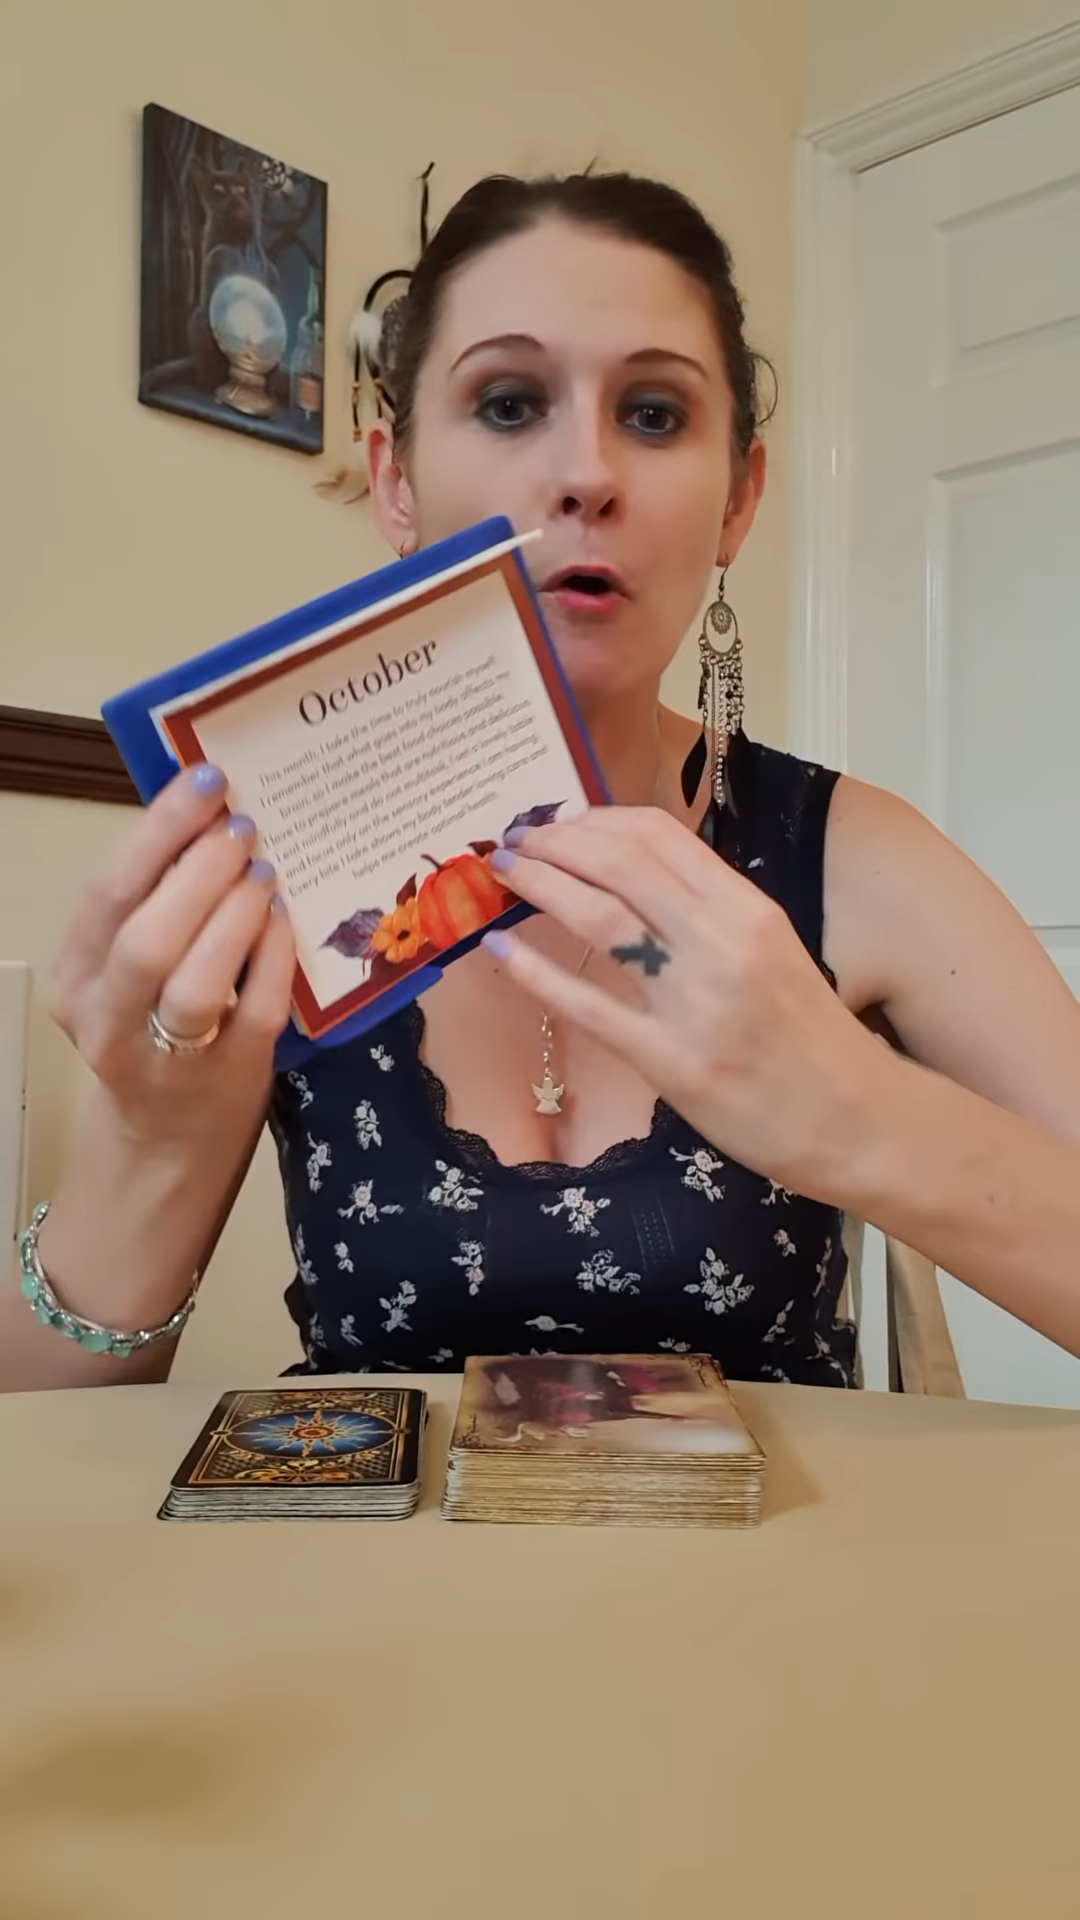 October
This month, I take the time to truly nourish myself.
I remember that what goes into my body affects my
brain, so I make the best food choices possible.
I love to prepare meals that are nutritious and delicious.
I eat mindfully and do not multitask. I set a lovely table
and focus only on the sensory experience I am having.
Every bite I take shows my body tender loving care and
helps me create optimal health.